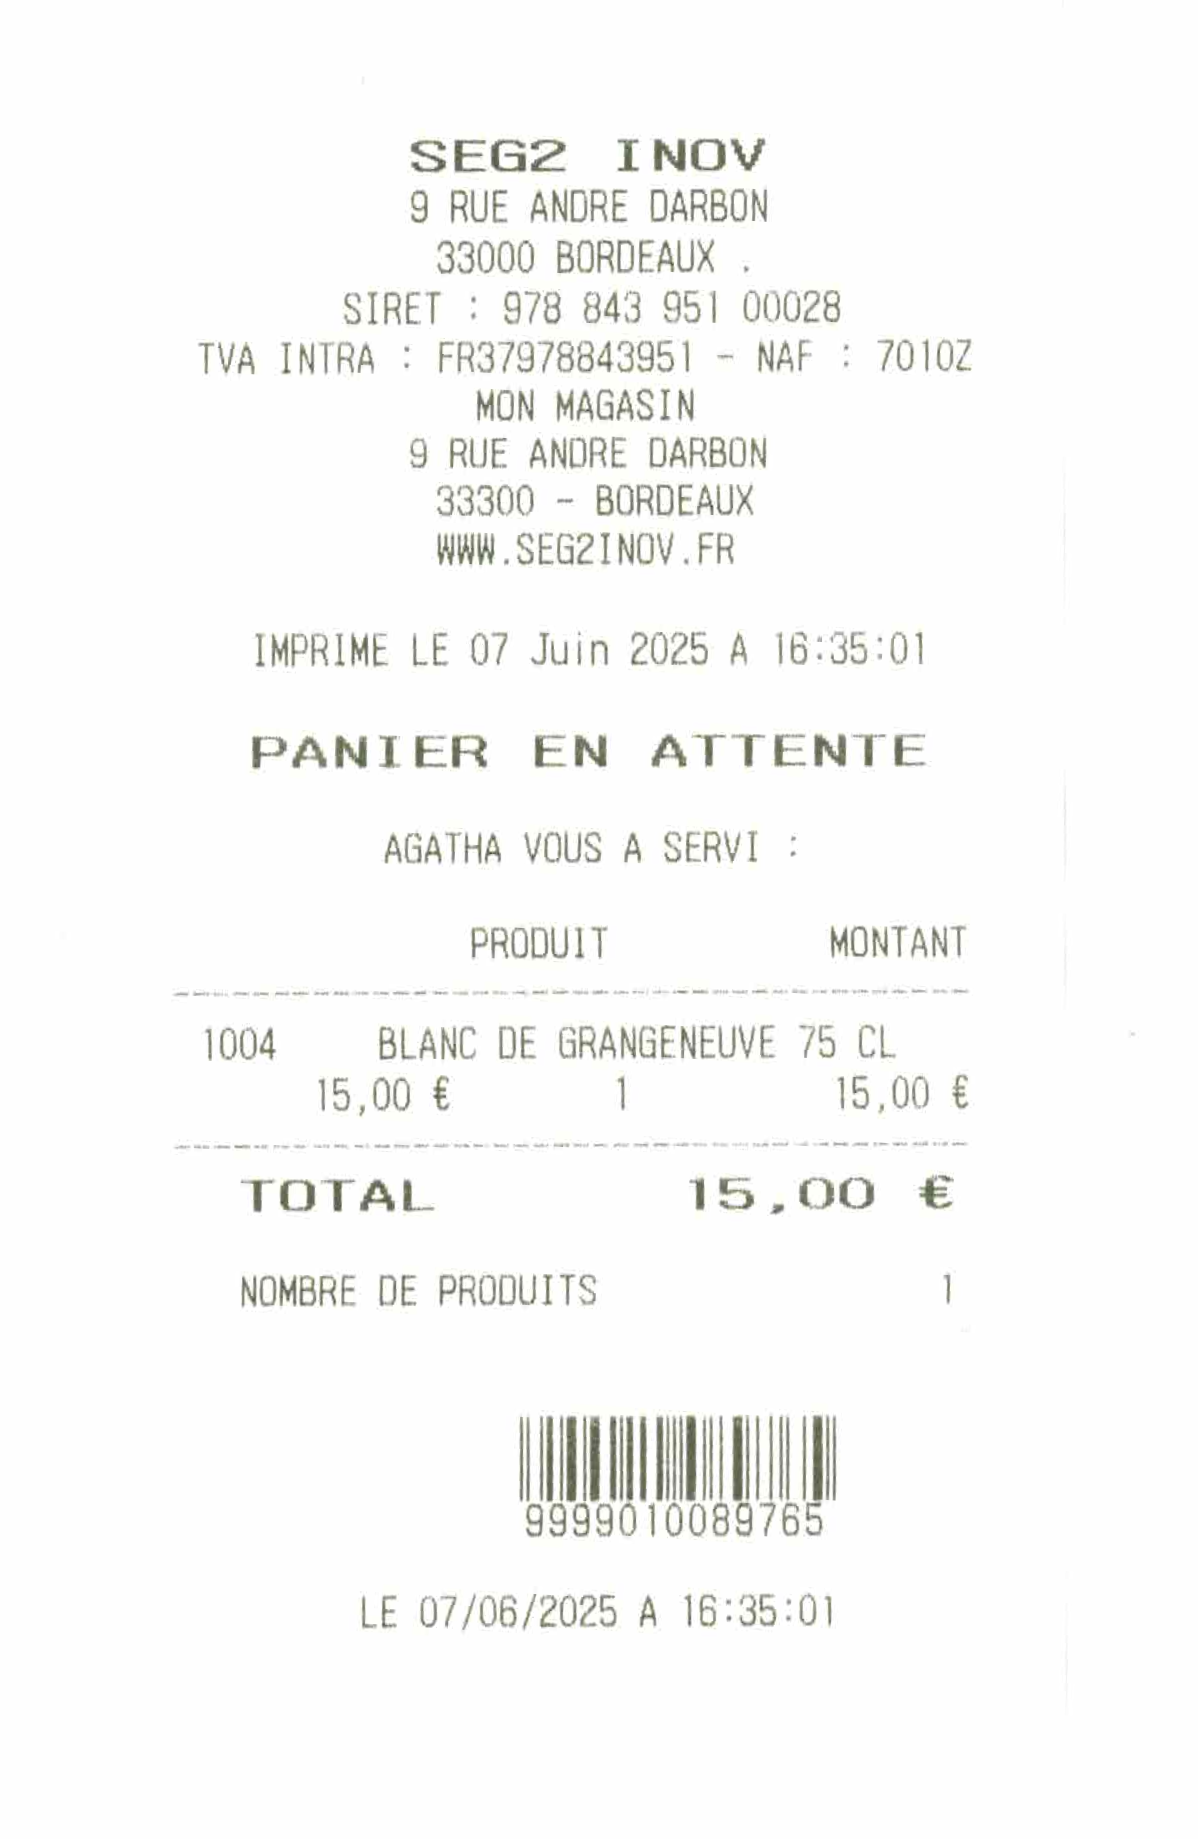 SEG2 INOV
9 RUE ANDRE DARBON
33000 BORDEAUX .
SIRET : 978 843 951 00028
TVA INTRA : FR37978843951 - NAF : 7010Z
MON MAGASIN
9 RUE ANDRE DARBON
33300 - BORDEAUX
WWW.SEG2INOV.FR
IMPRIME LE 07 Juin 2025 A 16:35:01
PANIER EN ATTENTE
AGATHA VOUS A SERVI :
PRODUIT MONTANT
1004 BLANC DE GRANGENEUVE 75 CL
15,00 € 1 15,00 €
TOTAL 15,00 €
NOMBRE DE PRODUITS 1
9999010089765
LE 07/06/2025 A 16:35:01